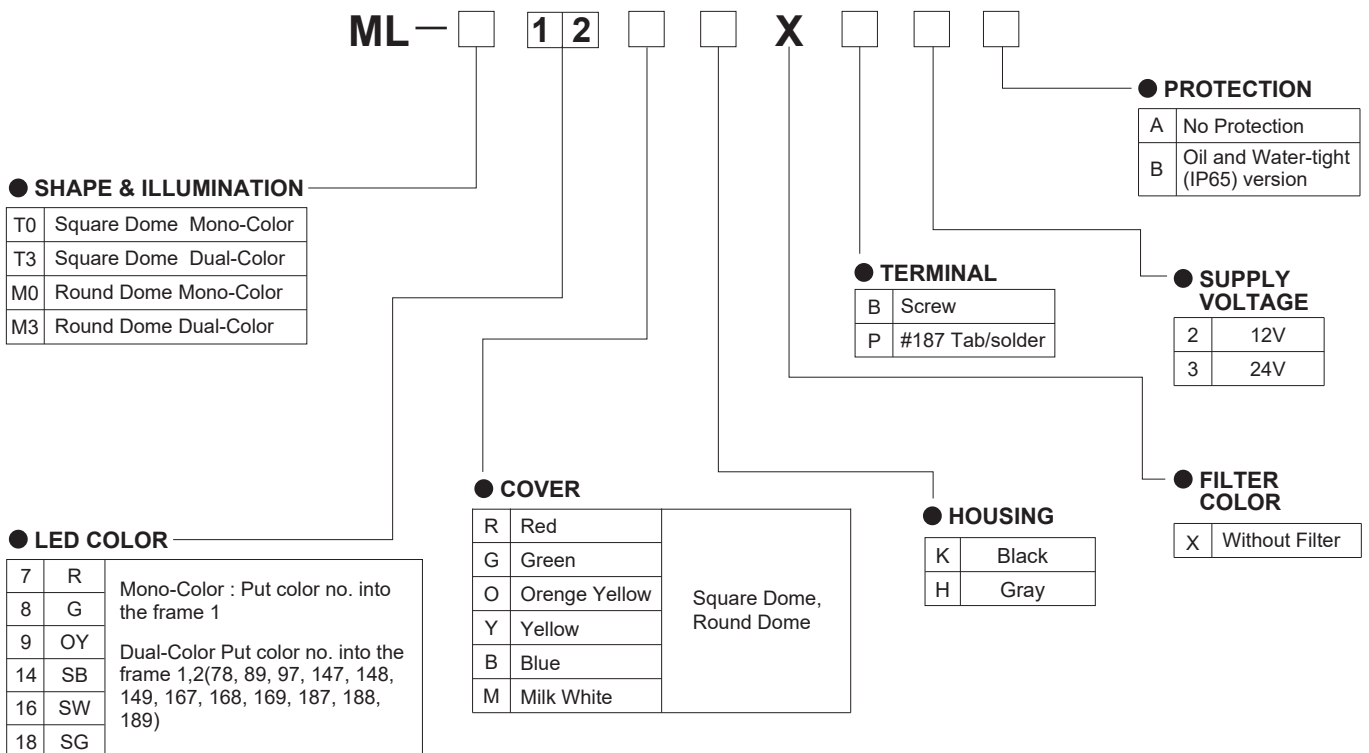 ML— 1 2 X
● PROTECTION
A No Protection
B Oil and Water-tight
(IP65) version
● SHAPE & ILLUMINATION
T0 Square Dome Mono-Color
T3 Square Dome Dual-Color
M0 Round Dome Mono-Color
M3 Round Dome Dual-Color
● TERMINAL
B Screw
P #187 Tab/solder
● SUPPLY
VOLTAGE
2 12V
3 24V
● LED COLOR
7 R
8 G
9 OY
14 SB
16 SW
18 SG
Mono-Color : Put color no. into
the frame 1
Dual-Color Put color no. into the
frame 1,2(78, 89, 97, 147, 148,
149, 167, 168, 169, 187, 188,
189)
● COVER
R Red
G Green
O Orenge Yellow
Y Yellow
B Blue
M Milk White
Square Dome,
Round Dome
● HOUSING
K Black
H Gray
● FILTER
COLOR
X Without Filter